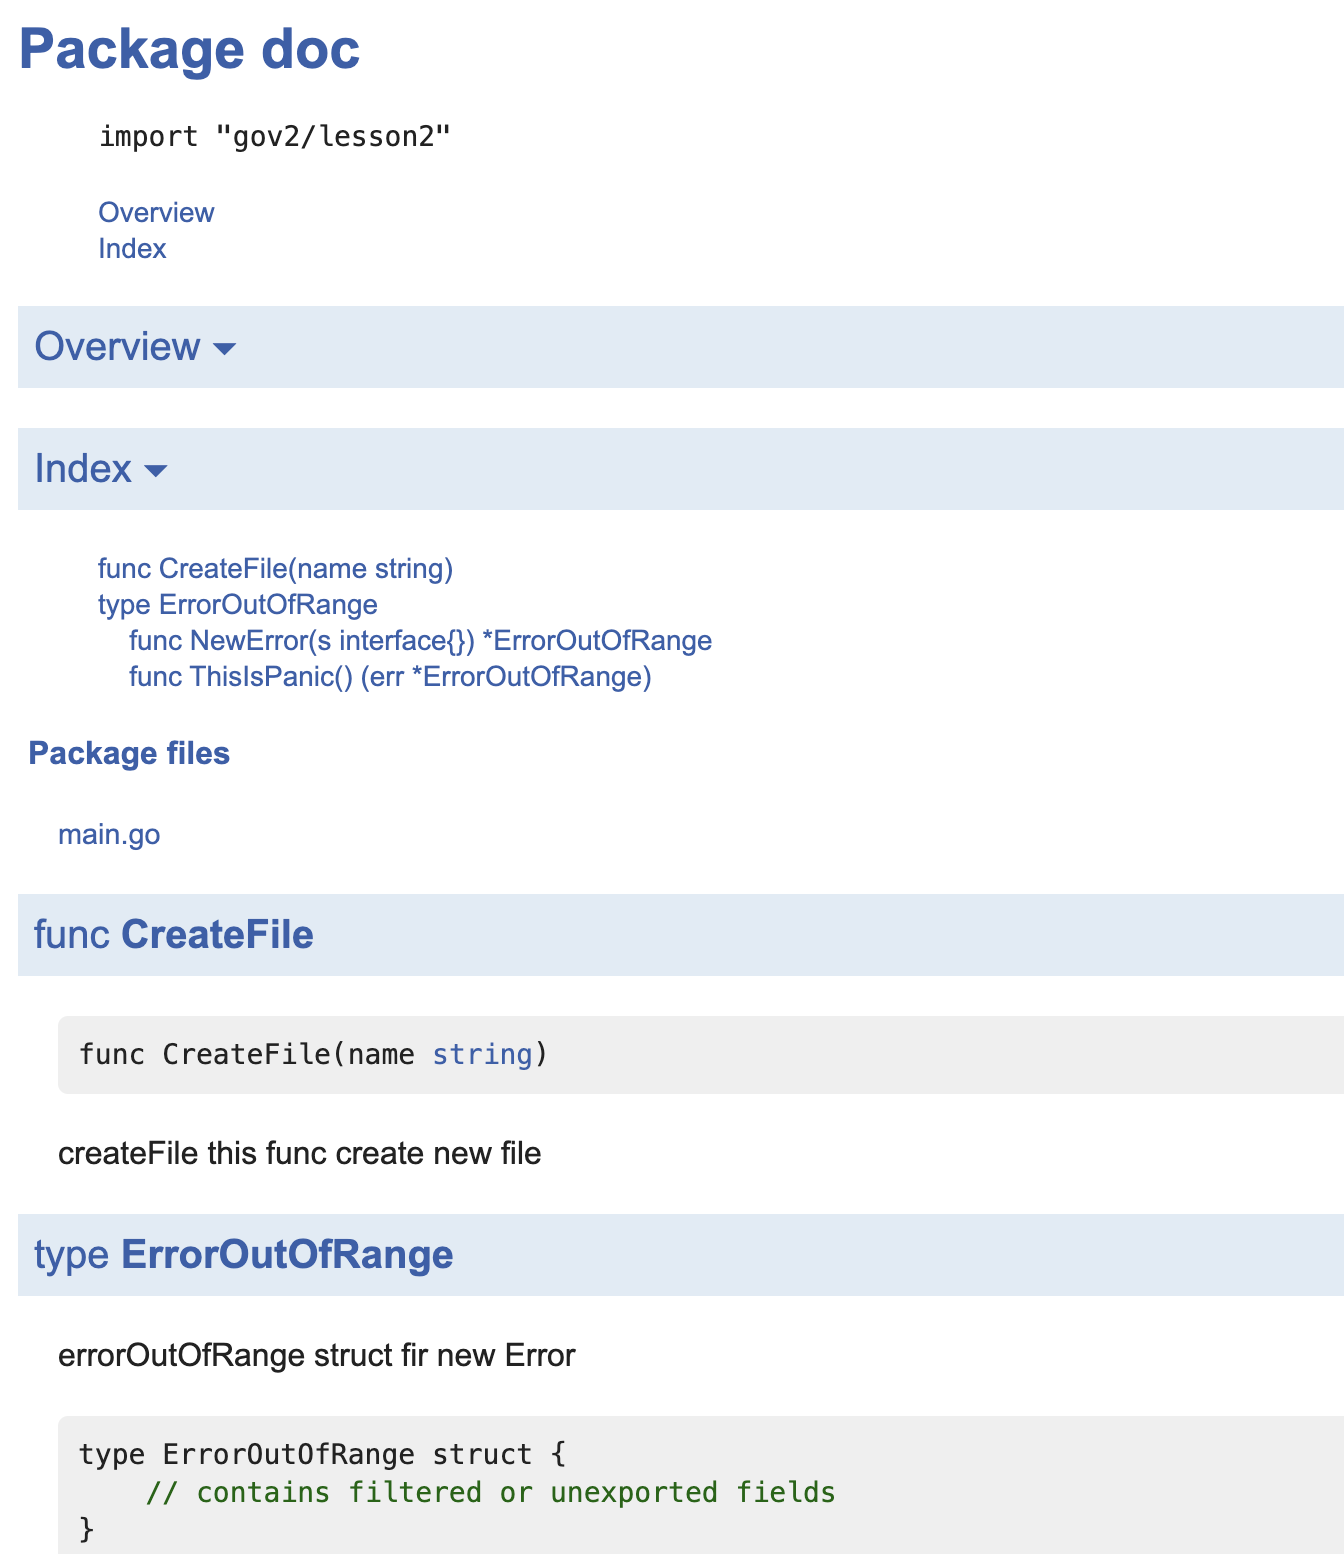 Package doc
import "gov2/lesson2"
Overview
Index
Overview
Index
func CreateFile(name string)
type ErrorOutOfRange
func NewError(s interface{}) *ErrorOutOfRange
func ThisIsPanic() (err *ErrorOutOfRange)
Package files
main.go
func CreateFile
func CreateFile(name string)
createFile this func create new file
type ErrorOutOfRange
errorOutOfRange struct fir new Error
type ErrorOutOfRange struct {
// contains filtered or unexported fields
}